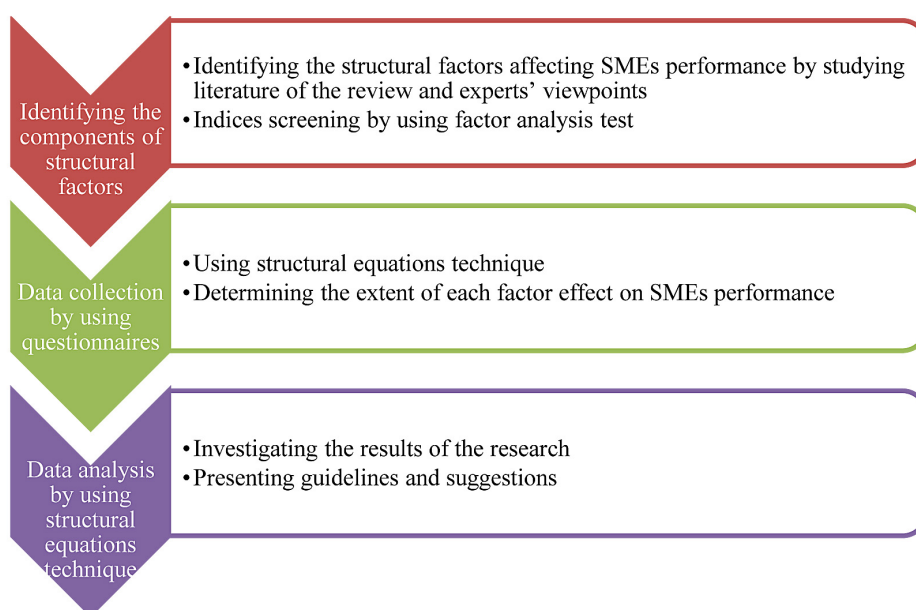 Identifying the
components of
structural
factors
•Identifying the structural factors affecting SMEs performance by studying
literature of the review and experts’ viewpoints
•Indices screening by using factor analysis test
Data collection
by using
questionnaires
•Using structural equations technique
•Determining the extent of each factor effect on SMEs performance
Data analysis
by using
structural
equations
technique
•Investigating the results of the research
•Presenting guidelines and suggestions